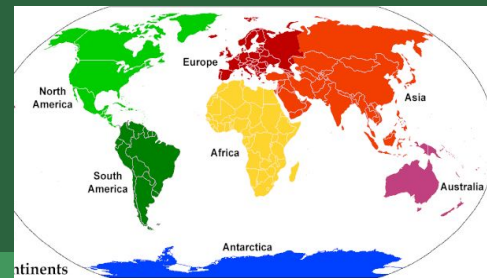 Europe
North
America
Asia
Africa
South
America
Australia
Antarctica
ntinents